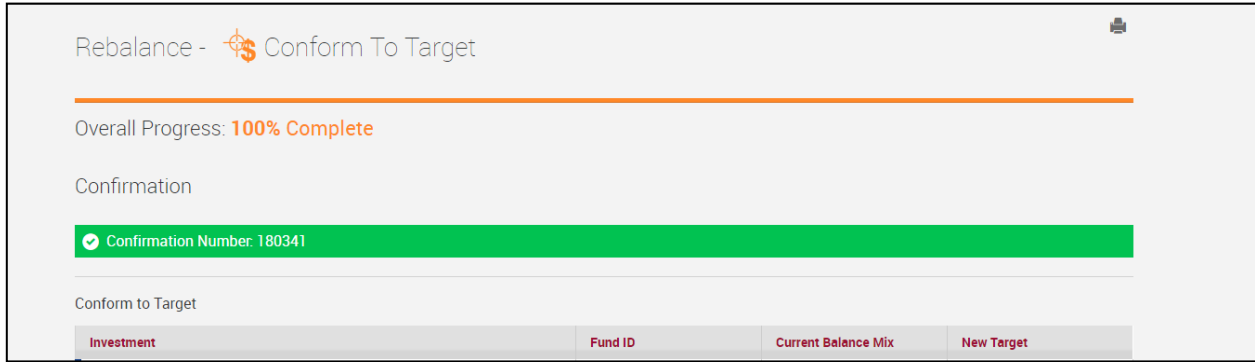 Rebalance - Conform To Target
Overall Progress: 100% Complete
Confirmation
Confirmation Number: 180341
Conform to Target
Investment Fund ID Current Balance Mix New Target